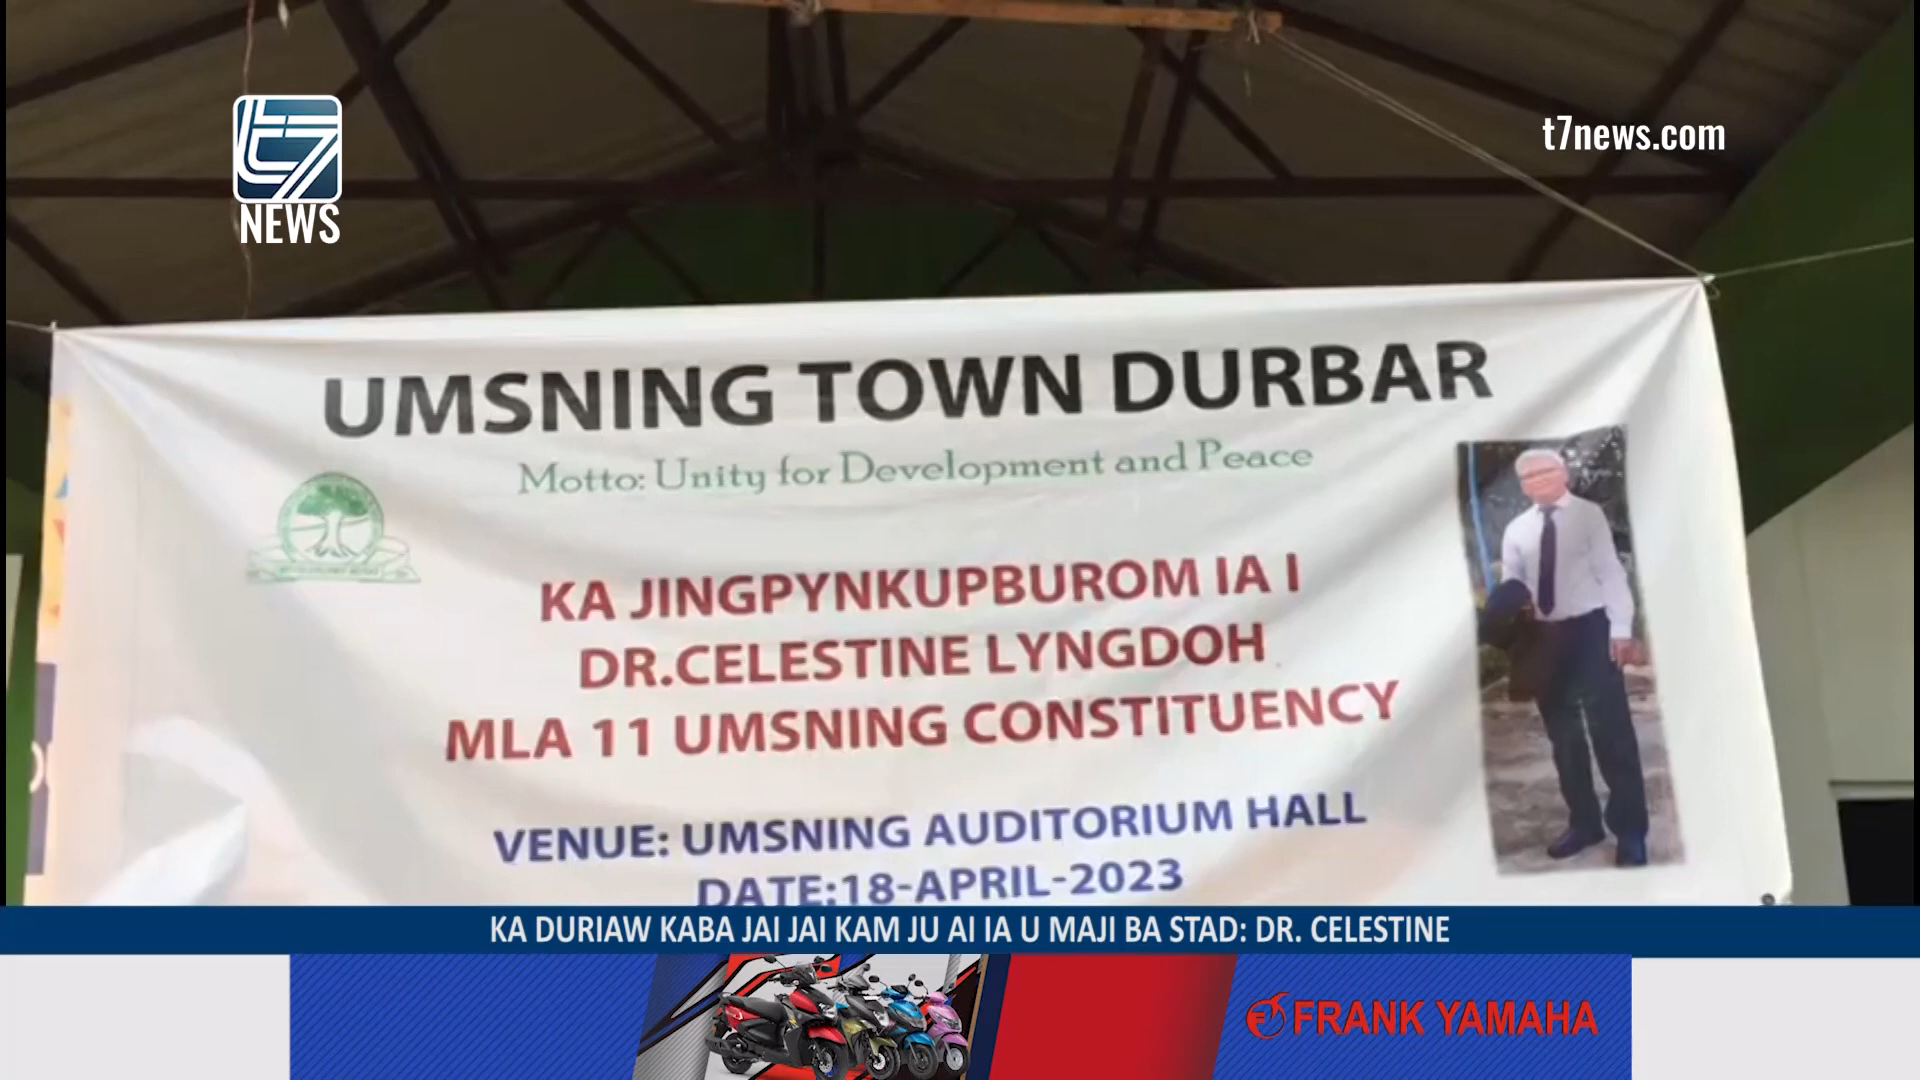 NEWS
t7news.com
UMSNING TOWN DURBAR
Motto: Unity for Development and Peace
KA JINGPYNKUPBUROM IA I
DR.CELESTINE LYNGDOH
MLA 11 UMSNING CONSTITUENCY
VENUE: UMSNING AUDITORIUM HALL
DATE:18-APRIL-2023
KA DURIAW KABA JAI JAI KAM JU AI IA U MAJI BA STAD: DR. CELESTINE
FRANK YAMAHA